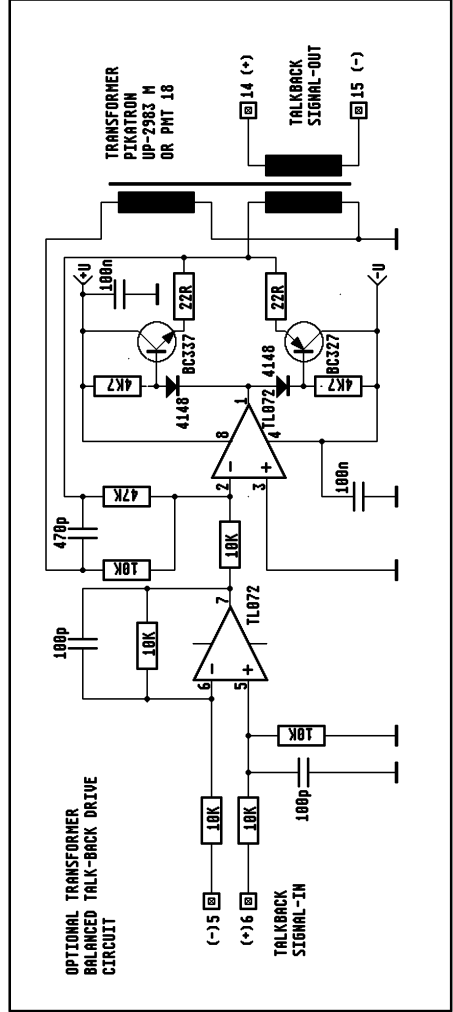 OPTIONAL TRANSFORMER
BALANCED TALK-BACK DRIVE
CIRCUIT
(-)5
(+)6
TALKBACK
SIGNAL-IN
10K
10K
100p
10K
100p
10K
6
5
7
-
+
TL072
10K
470p
10K
47K
2
3
-
+
8
4
1
TL072
100n
4K7
4148
4148
4K7
BC337
BC327
+U
100n
-U
22R
22R
TRANSFORMER
PIKATRON
UP-2983 M
OR PMT 18
14 (+)
TALKBACK
SIGNAL-OUT
15 (-)